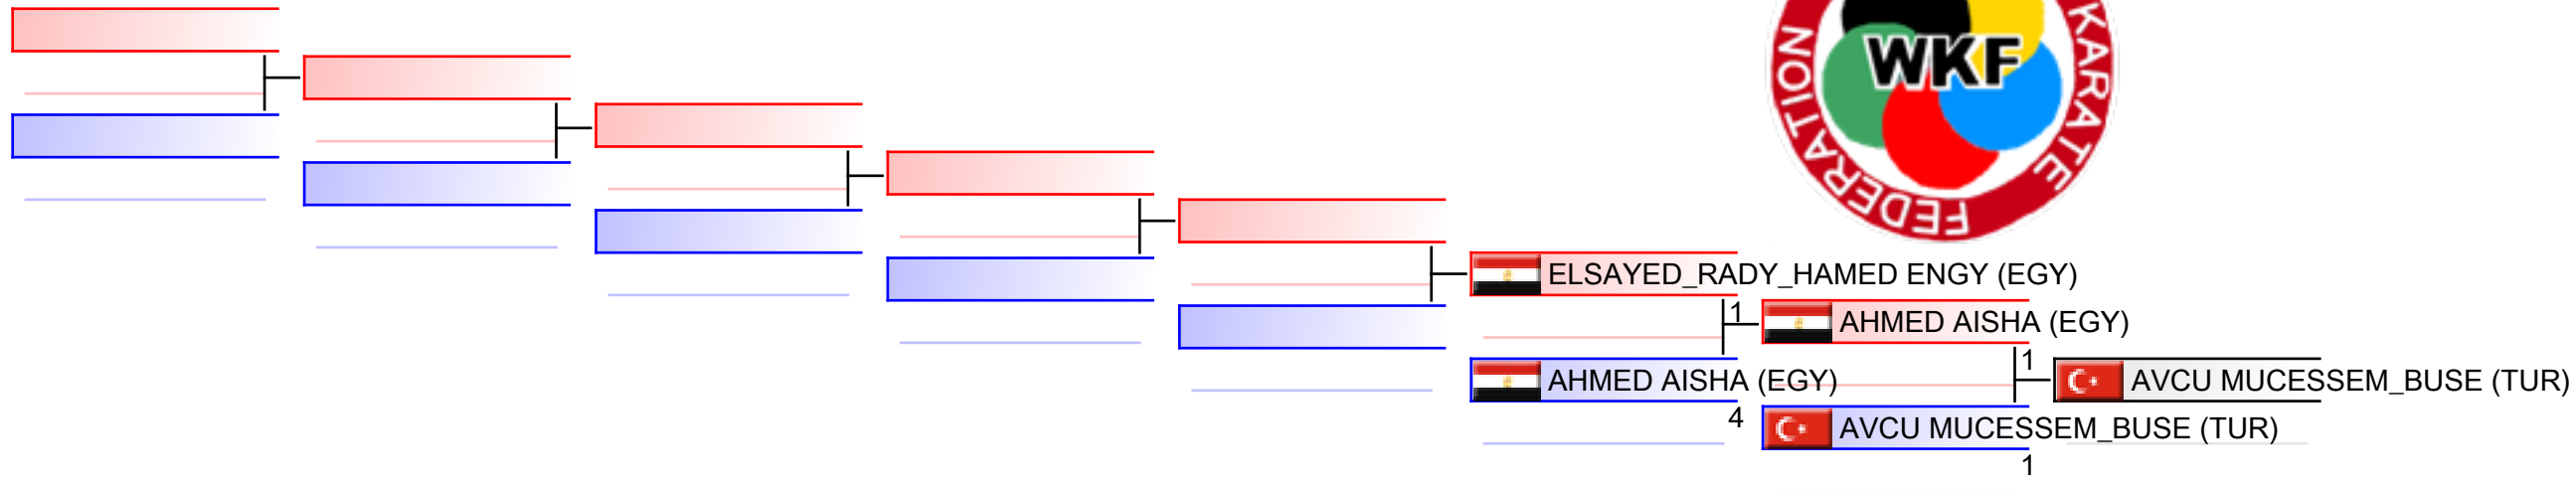 KARATE
FEDERATION
WKF
ELSAYED_RADY_HAMED ENGY (EGY)
1
AHMED AISHA (EGY)
1
AHMED AISHA (EGY)
AVCU MUCESSEM_BUSE (TUR)
4
AVCU MUCESSEM_BUSE (TUR)
1